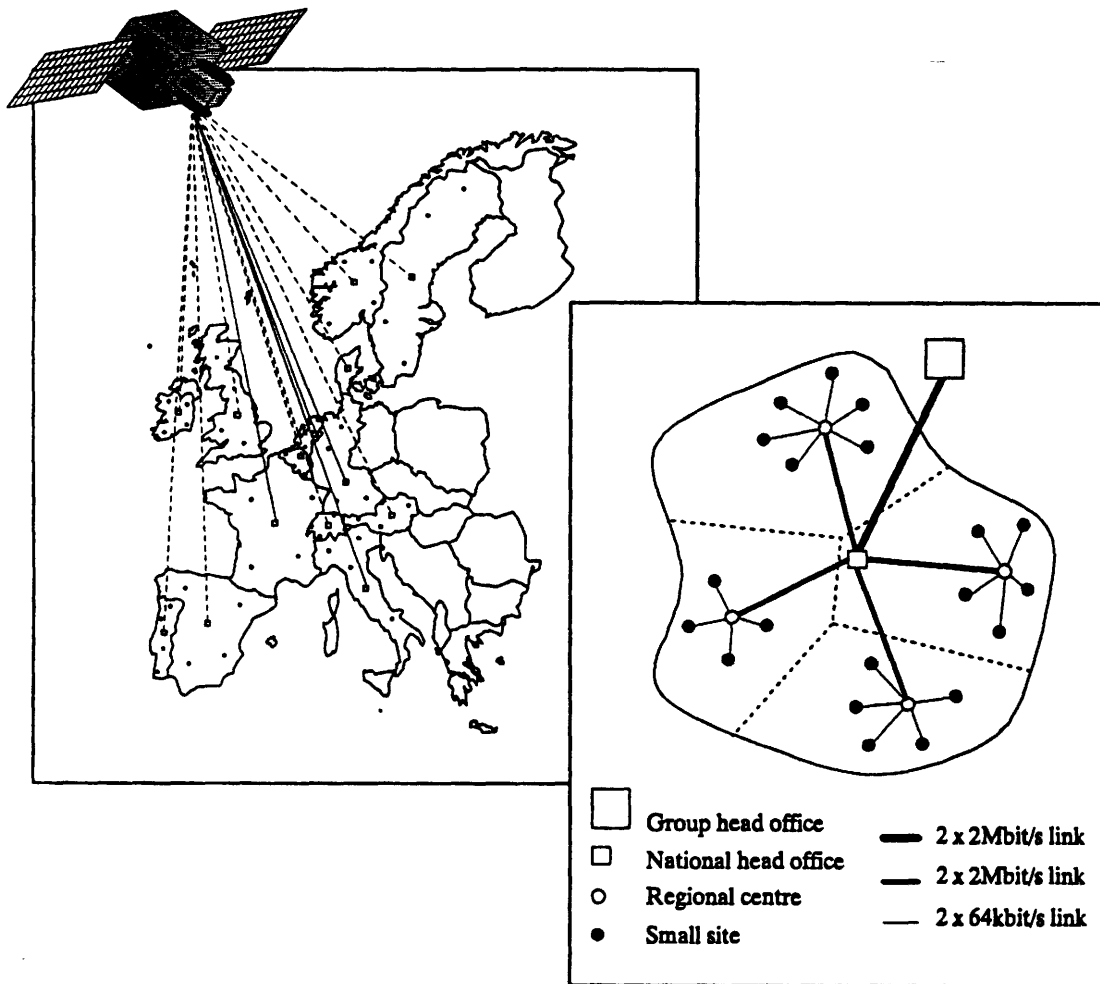 Group head office
National head office
Regional centre
Small site
2 x 2Mbit/s link
2 x 2Mbit/s link
2 x 64kbit/s link